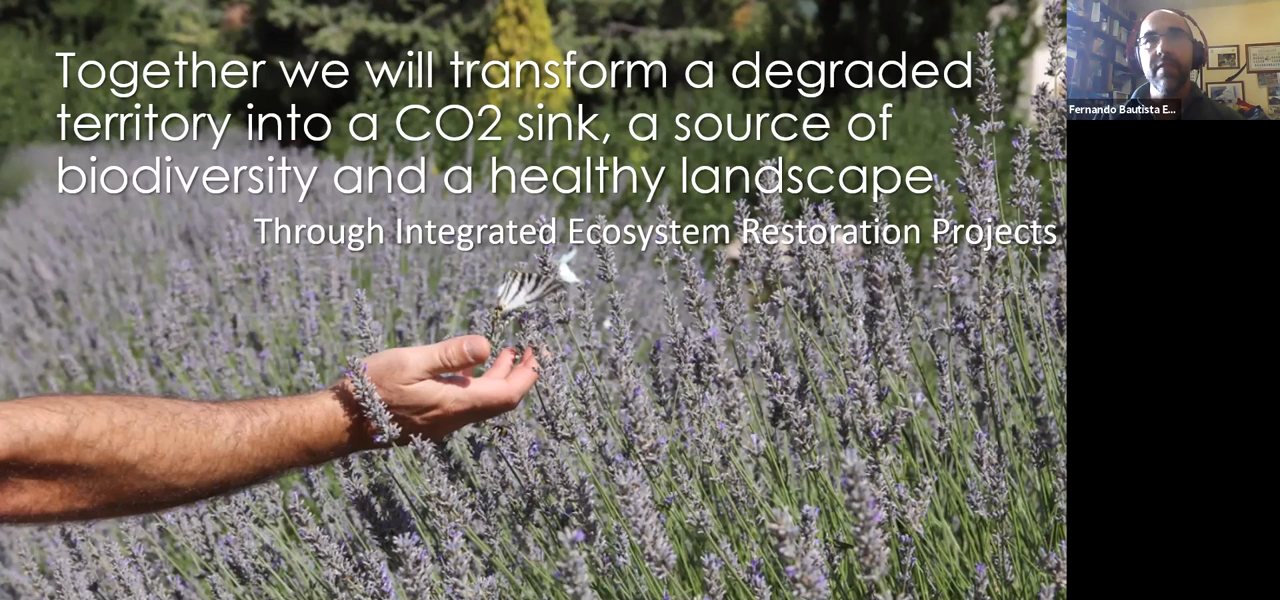 Together we will transform a degraded
territory into a CO2 sink, a source of
biodiversity and a healthy landscape
Through Integrated Ecosystem Restoration Projects
Fernando Bautista E...